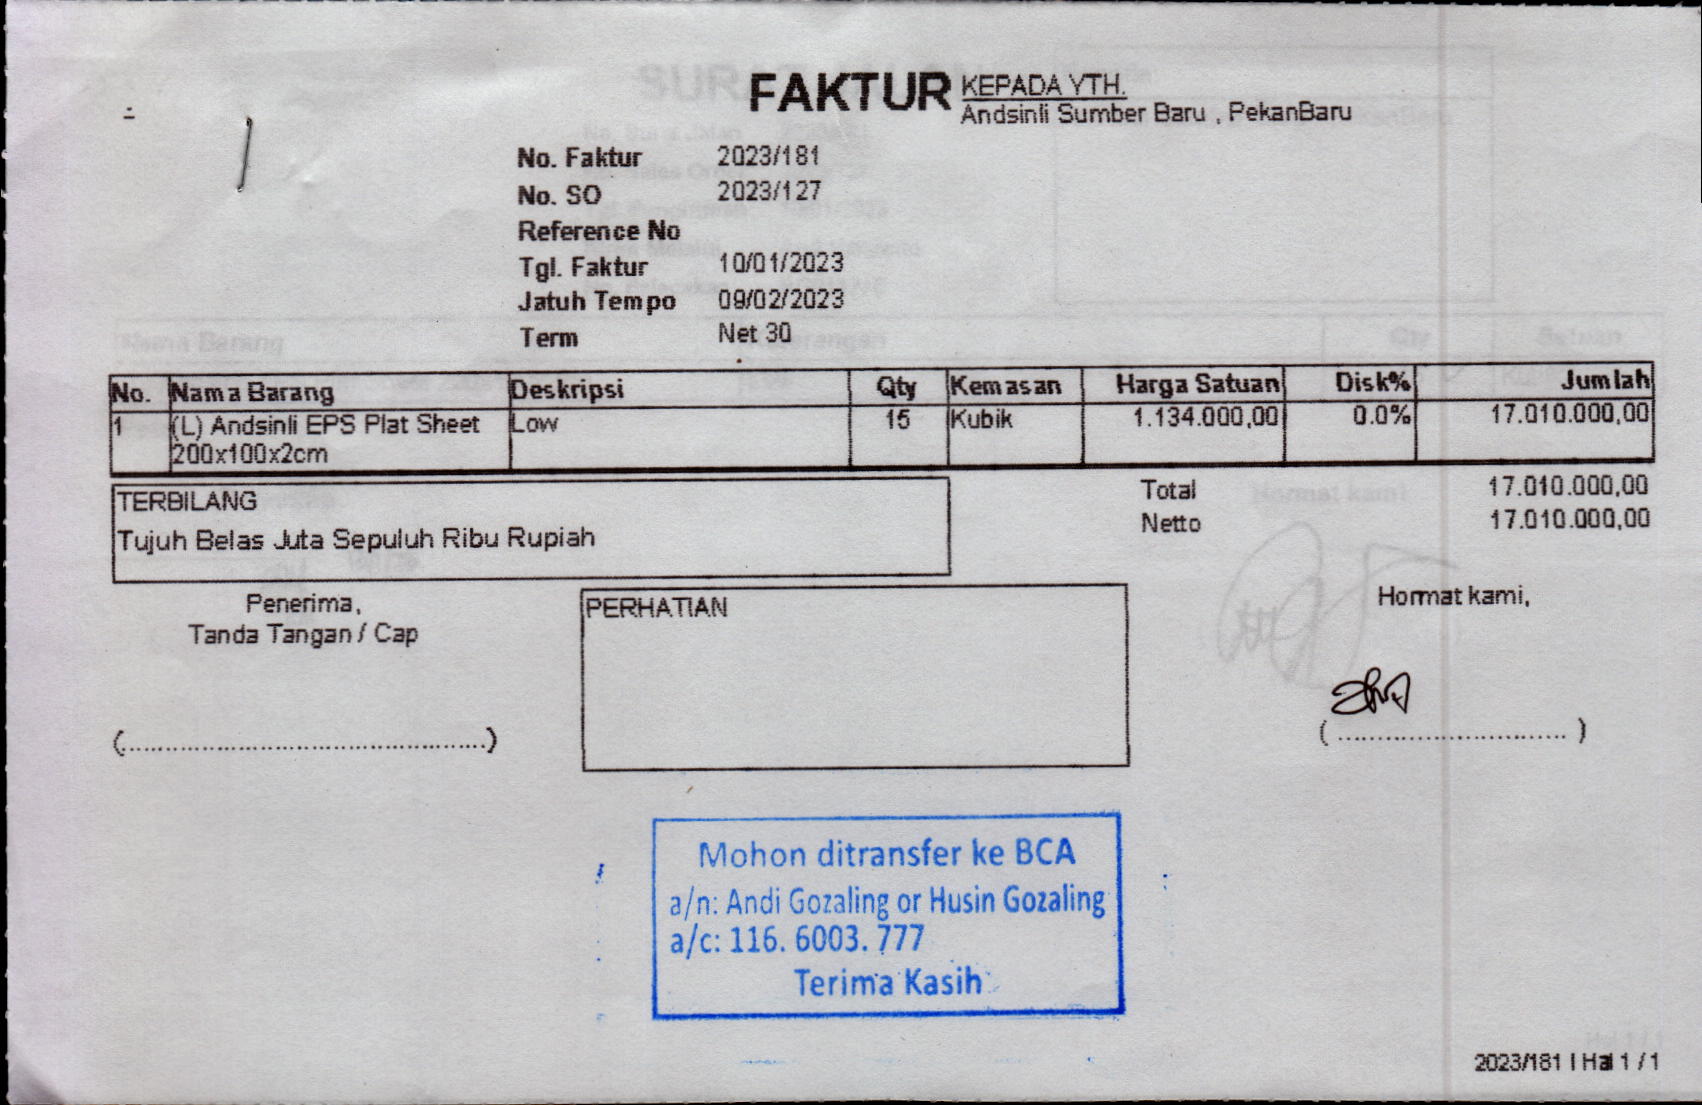 FAKTUR
KEPADA YTH.
Andsinli Sumber Baru , PekanBaru
No. Faktur 2023/181
No. SO 2023/127
Reference No
Tgl. Faktur 10/01/2023
Jatuh Tempo 09/02/2023
Term Net 30
No. Nama Barang Deskripsi Qty Kemasan Harga Satuan Disk% Jumlah
1 (L) Andsinli EPS Plat Sheet Low 15 Kubik 1.134.000,00 0.0% 17.010.000,00
200x100x2cm
TERBILANG
Tujuh Belas Juta Sepuluh Ribu Rupiah
Total 17.010.000,00
Netto 17.010.000,00
Penerima,
Tanda Tangan / Cap
(................................................)
PERHATIAN
Hormat kami,
( ............................. )
Mohon ditransfer ke BCA
a/n: Andi Gozaling or Husin Gozaling
a/c: 116. 6003. 777
Terima Kasih
2023/181 I Hal 1 / 1